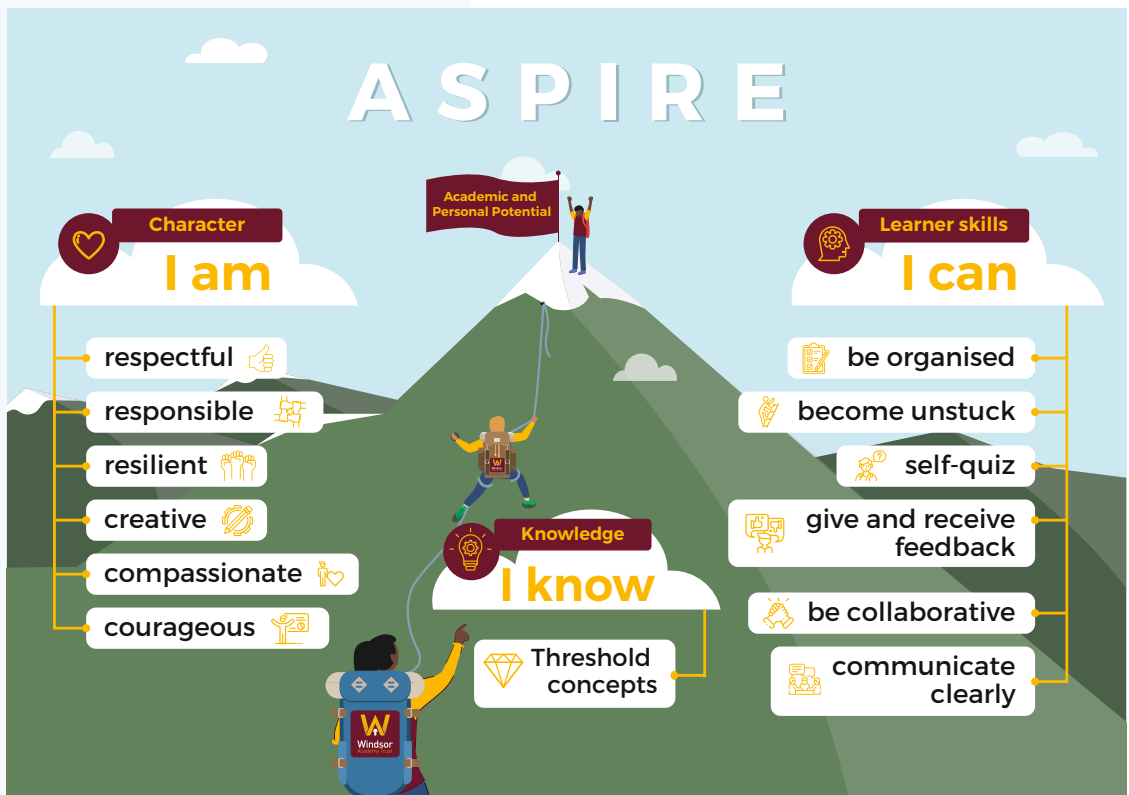 ASPIRE
Academic and
Personal Potential
Character
I am
respectful
responsible
resilient
creative
compassionate
courageous
Learner skills
I can
be organised
become unstuck
self-quiz
give and receive
feedback
be collaborative
communicate
clearly
Knowledge
I know
Threshold
concepts
W
Windsor
W
Windsor
Academy Trust